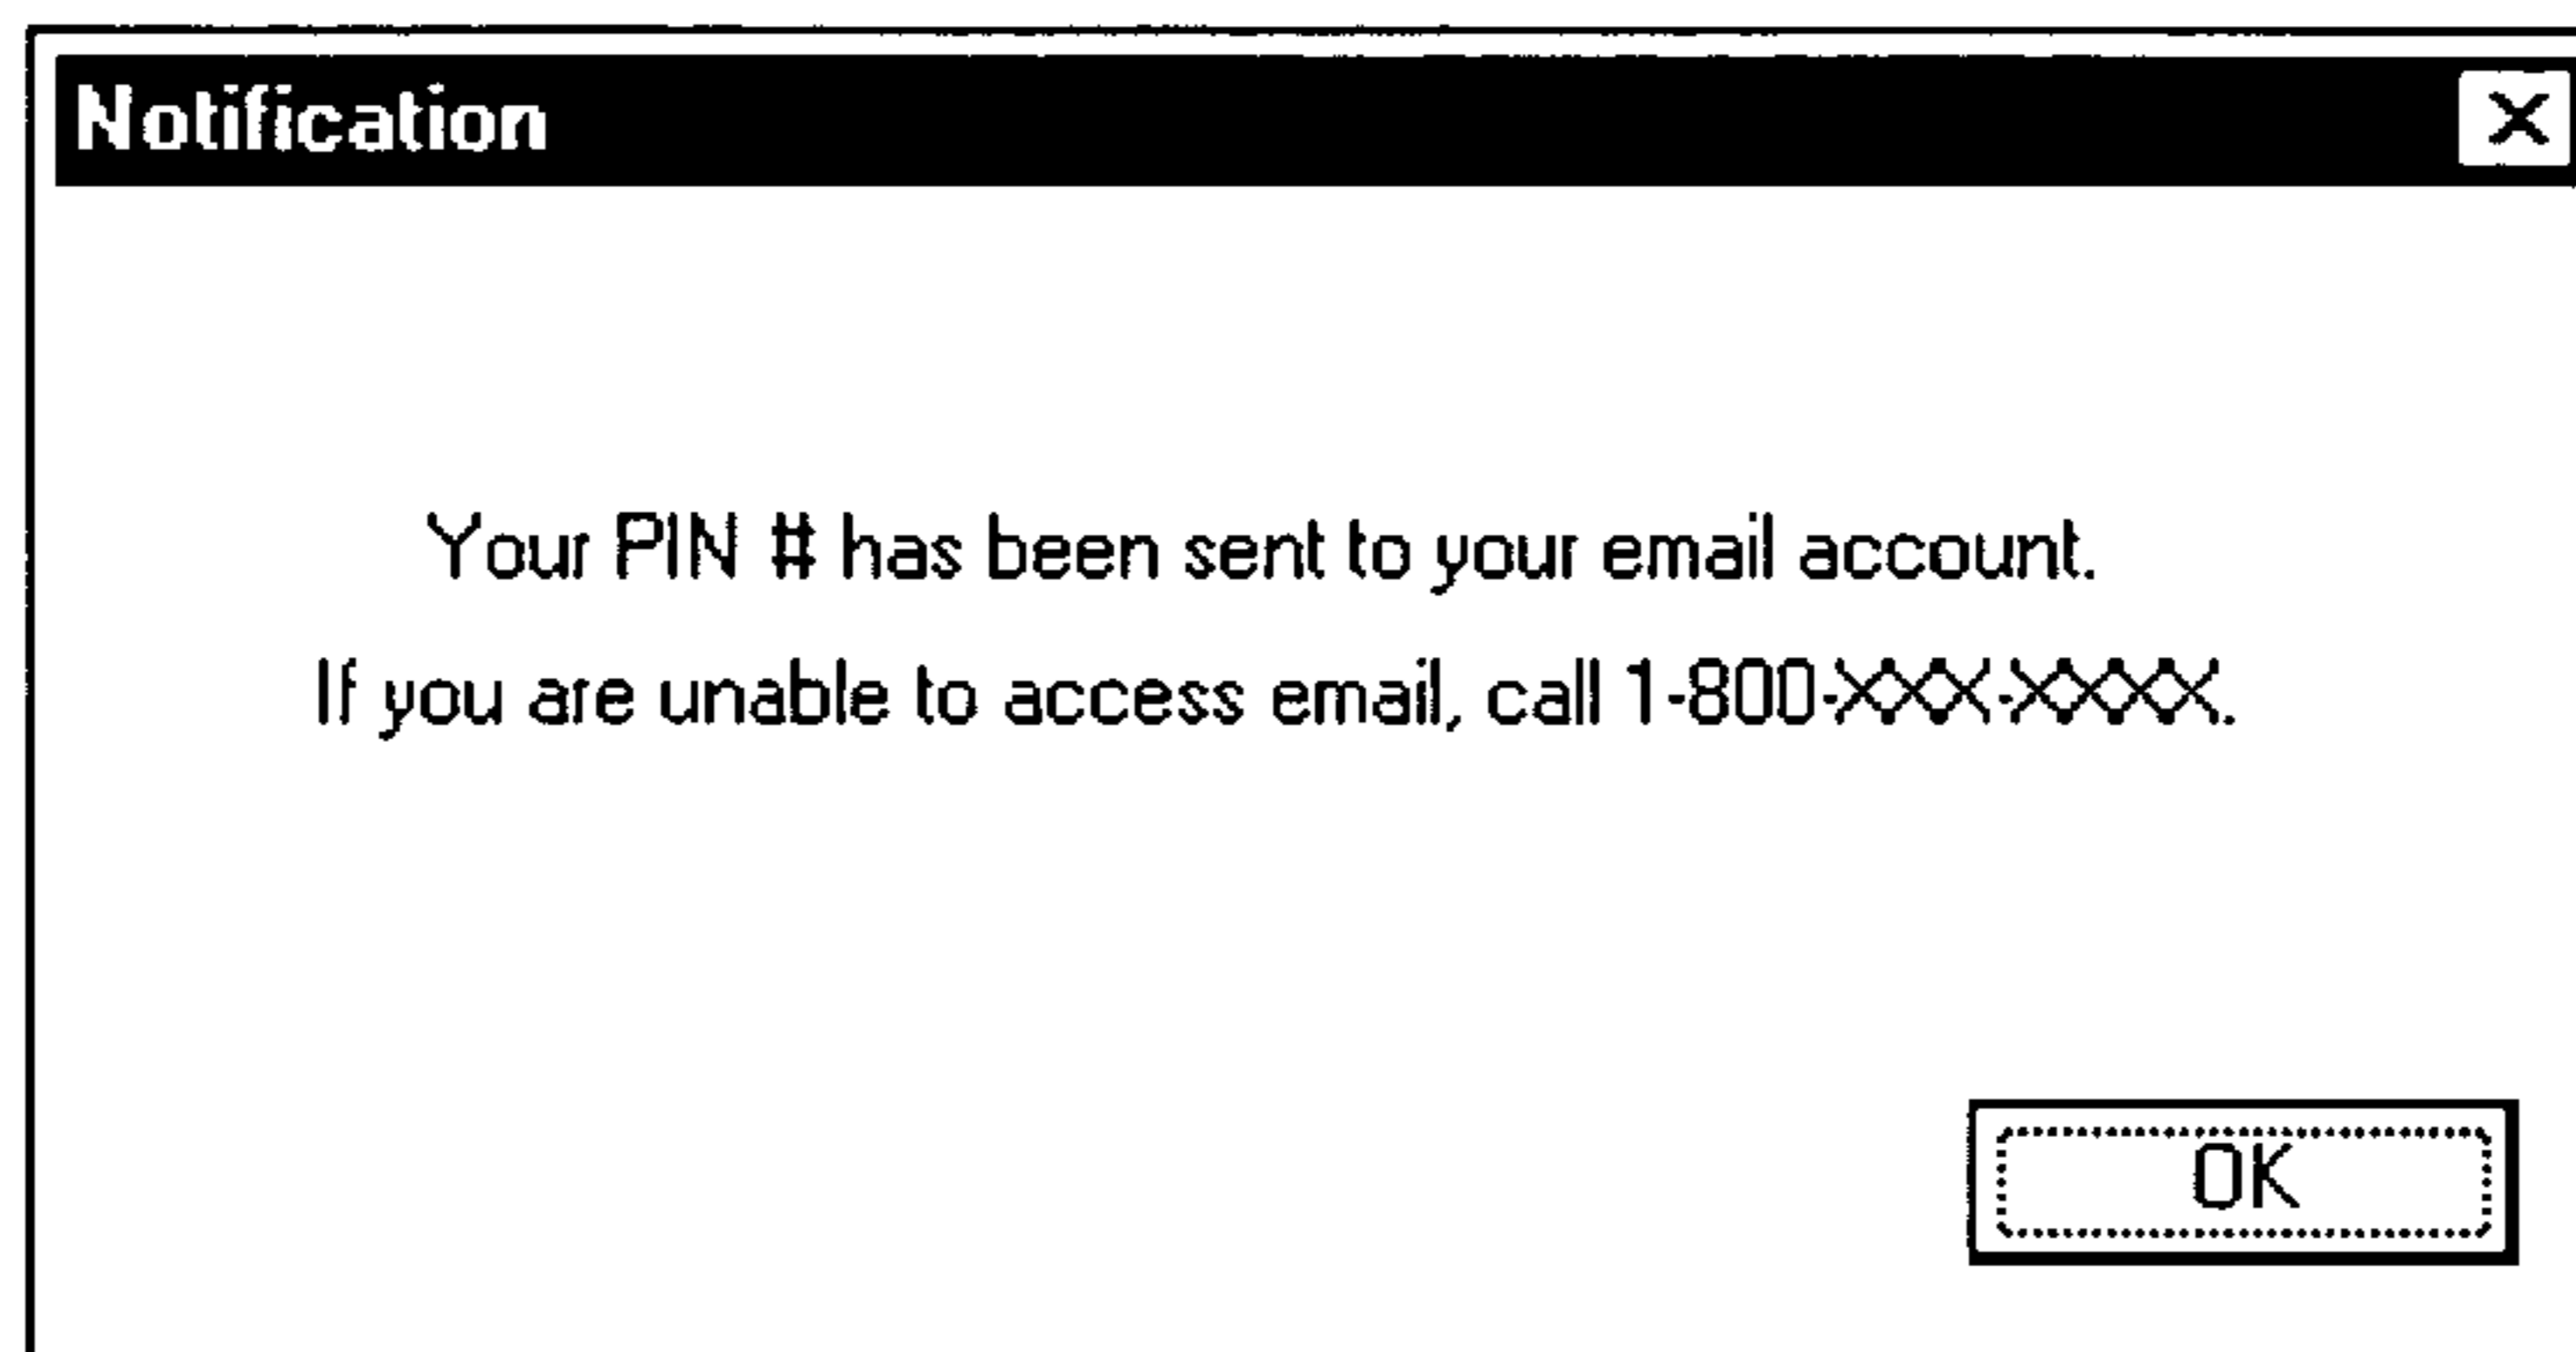 Notification
Your PIN # has been sent to your email account.
If you are unable to access email, call 1-800-XXX-XXXX.
OK